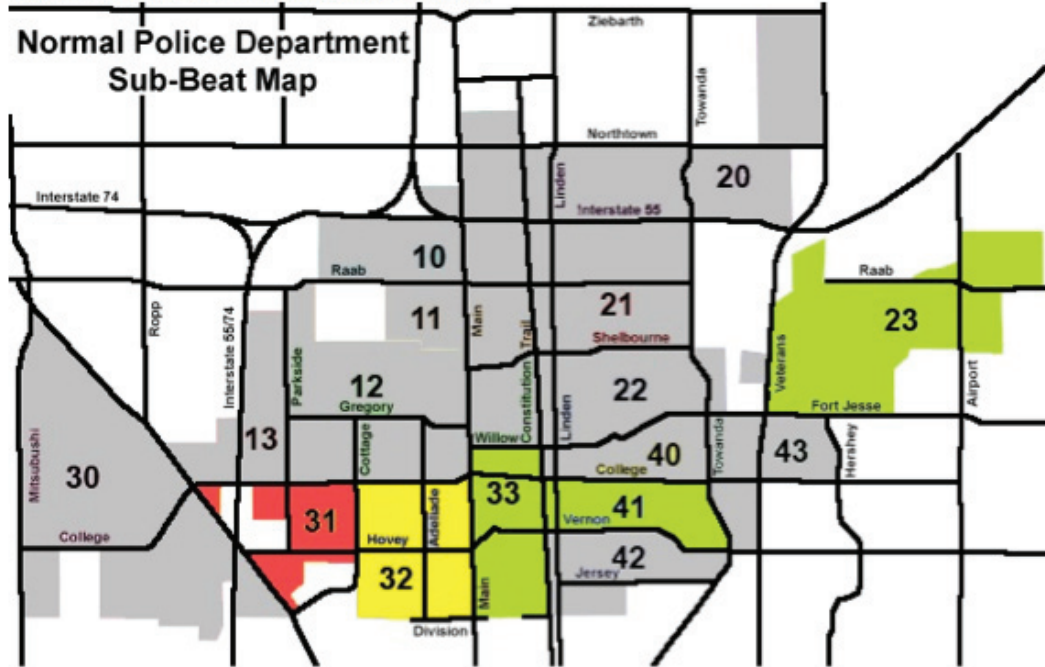 Normal Police Department
Sub-Beat Map
Ziebarth
Towanda
Northtown
Interstate 74
Linden
20
Interstate 55
10
Raab
Raab
Ropp
Interstate 55/74
Parkside
11
Main
Constitution Trail
21
Shelbourne
Veterans
23
Airport
12
Gregory
22
Fort Jesse
Mitsubushi
30
13
Cottage
Willow
Linden
40
College
Towanda
43
Hershey
31
Adeliade
33
41
Vernon
College
Hovey
32
Main
42
Jersey
Division